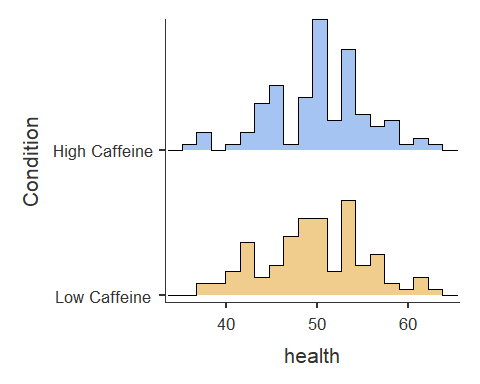 Condition
High Caffeine
Low Caffeine
40 50 60
health